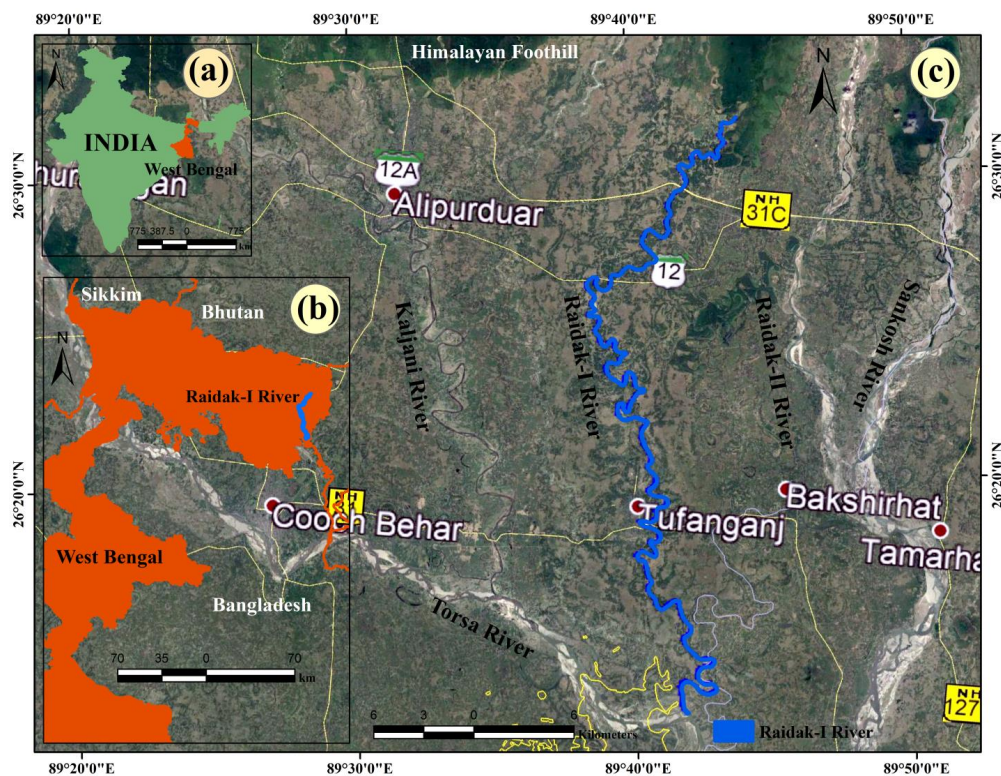 89°20'0"E 89°30'0"E 89°40'0"E 89°50'0"E
Himalayan Foothill
N
(a)
INDIA
West Bengal
775 387.5 0 775
km
N
(c)
12A
Alipurduar
NH
31C
12
26°30'0"N
26°30'0"N
Sikkim
Bhutan
(b)
N
Raidak-I River
West Bengal
Bangladesh
70 35 0 70
km
Kaljani River
Raidak-I River
Raidak-II River
Sankosh River
26°20'0"N
26°20'0"N
NH
Cooch Behar
Tufanganj
Bakshirhat
Tamarha
Torsa River
NH
127
6 3 0 6
Kilometers
Raidak-I River
89°20'0"E 89°30'0"E 89°40'0"E 89°50'0"E